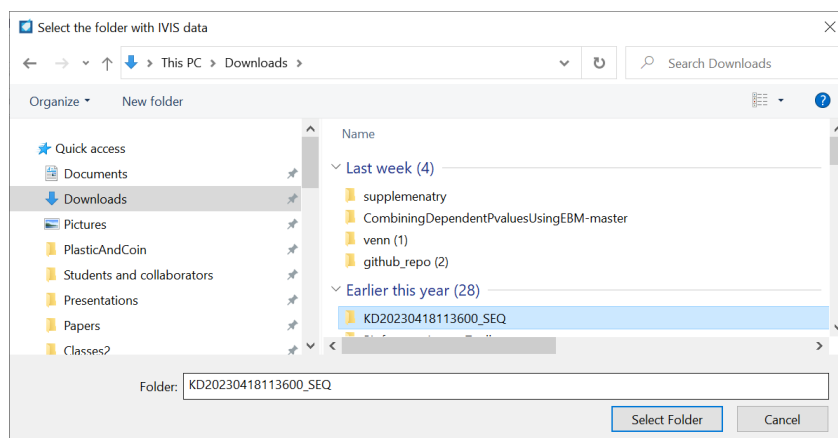 Select the folder with IVIS data
This PC > Downloads >
Search Downloads
Organize
New folder
Name
Quick access
Documents
Downloads
Pictures
PlasticAndCoin
Students and collaborators
Presentations
Papers
Classes2
Last week (4)
supplemenatry
CombiningDependentPvaluesUsingEBM-master
venn (1)
github_repo (2)
Earlier this year (28)
KD20230418113600_SEQ
Folder: KD20230418113600_SEQ
Select Folder
Cancel